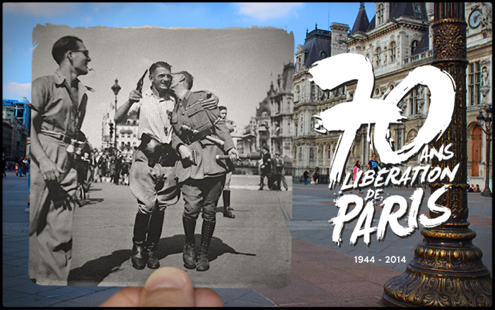 70
ANS
LIBÉRATION
DE
PARIS
1944 - 2014